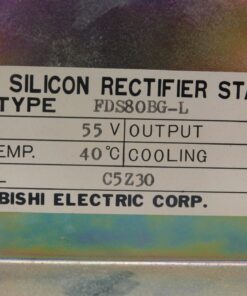 SILICON RECTIFIER STA
TYPE FDS80BG-L
55 V OUTPUT
EMP. 40°C COOLING
L C5Z30
BISHI ELECTRIC CORP.